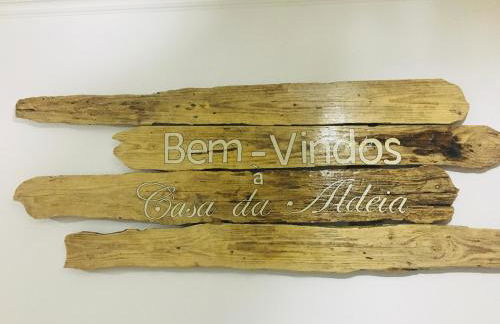 Bem-Vindos
a
Casa da Aldeia